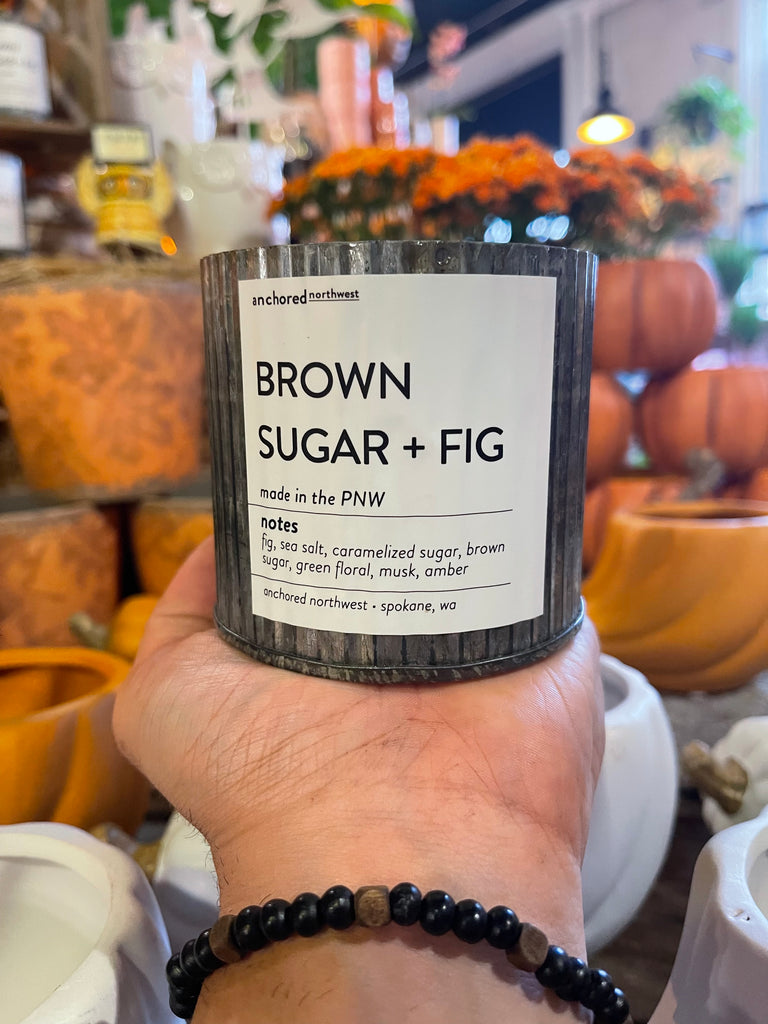 anchored northwest
BROWN
SUGAR + FIG
made in the PNW
notes
fig, sea salt, caramelized sugar, brown
sugar, green floral, musk, amber
anchored northwest • spokane, wa